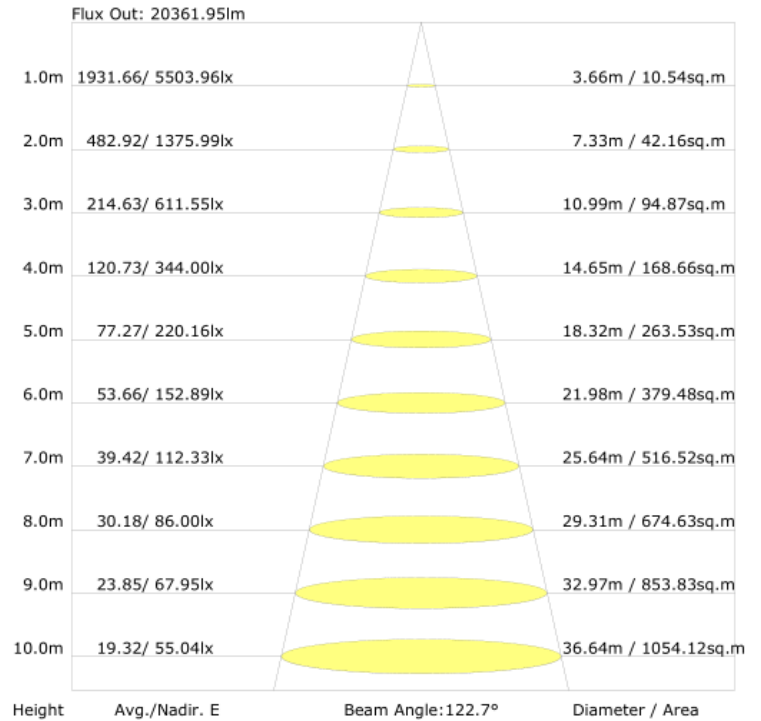 Flux Out: 20361.95lm
1.0m 1931.66/ 5503.96lx 3.66m / 10.54sq.m
2.0m 482.92/ 1375.99lx 7.33m / 42.16sq.m
3.0m 214.63/ 611.55lx 10.99m / 94.87sq.m
4.0m 120.73/ 344.00lx 14.65m / 168.66sq.m
5.0m 77.27/ 220.16lx 18.32m / 263.53sq.m
6.0m 53.66/ 152.89lx 21.98m / 379.48sq.m
7.0m 39.42/ 112.33lx 25.64m / 516.52sq.m
8.0m 30.18/ 86.00lx 29.31m / 674.63sq.m
9.0m 23.85/ 67.95lx 32.97m / 853.83sq.m
10.0m 19.32/ 55.04lx 36.64m / 1054.12sq.m
Height Avg./Nadir. E Beam Angle:122.7° Diameter / Area